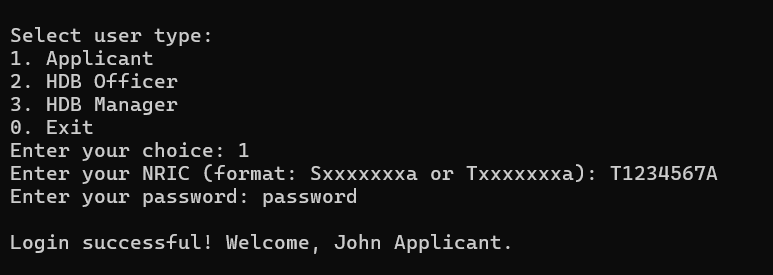 Select user type:
1. Applicant
2. HDB Officer
3. HDB Manager
0. Exit
Enter your choice: 1
Enter your NRIC (format: Sxxxxxxxa or Txxxxxxxa): T1234567A
Enter your password: password
Login successful! Welcome, John Applicant.